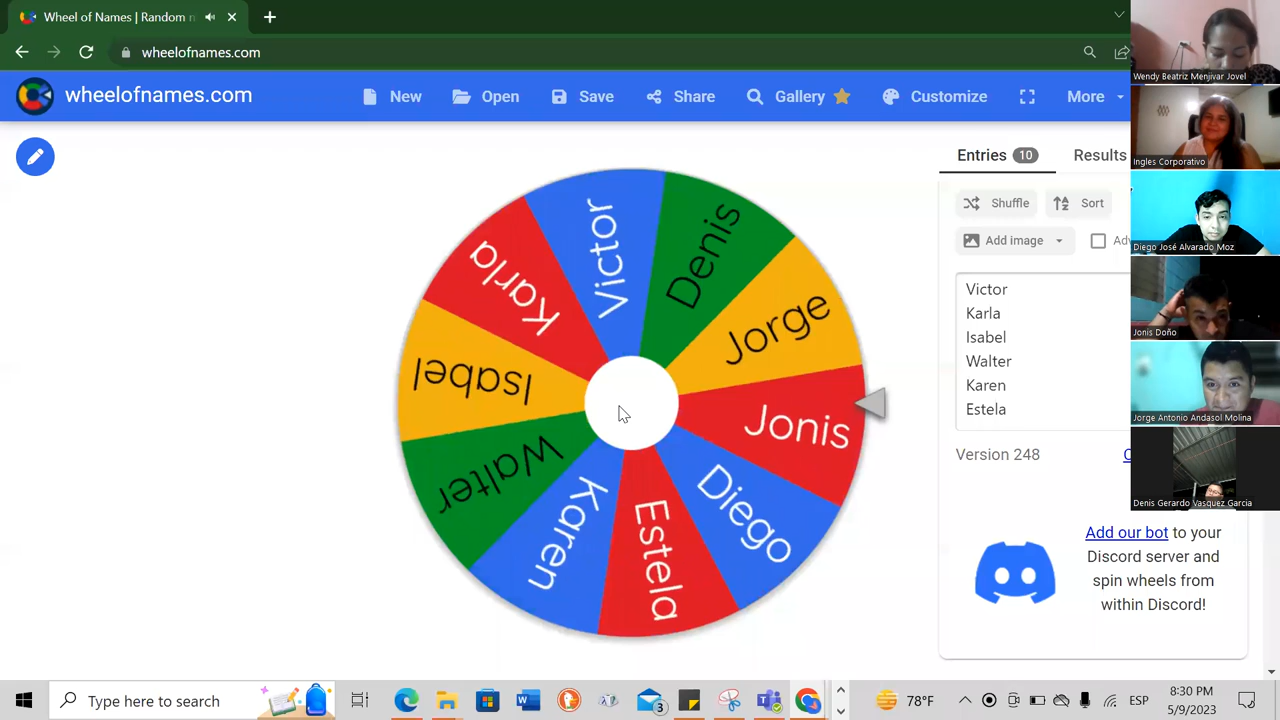 Wheel of Names | Random n
wheelofnames.com
wheelofnames.com
New
Open
Save
Share
Gallery
Customize
More
Entries 10
Results
Shuffle
Sort
Add image
Adv
Victor
Karla
Isabel
Walter
Karen
Estela
Version 248
C
Add our bot to your
Discord server and
spin wheels from
within Discord!
Victor
Denis
Jorge
Jonis
Diego
Estela
Karen
Walter
Isabel
Karla
Wendy Beatriz Menjivar Jovel
Ingles Corporativo
Diego José Alvarado Moz
Jonis Doño
Jorge Antonio Andasol Molina
Denis Gerardo Vasquez Garcia
Type here to search
3
78°F
ESP
8:30 PM
5/9/2023